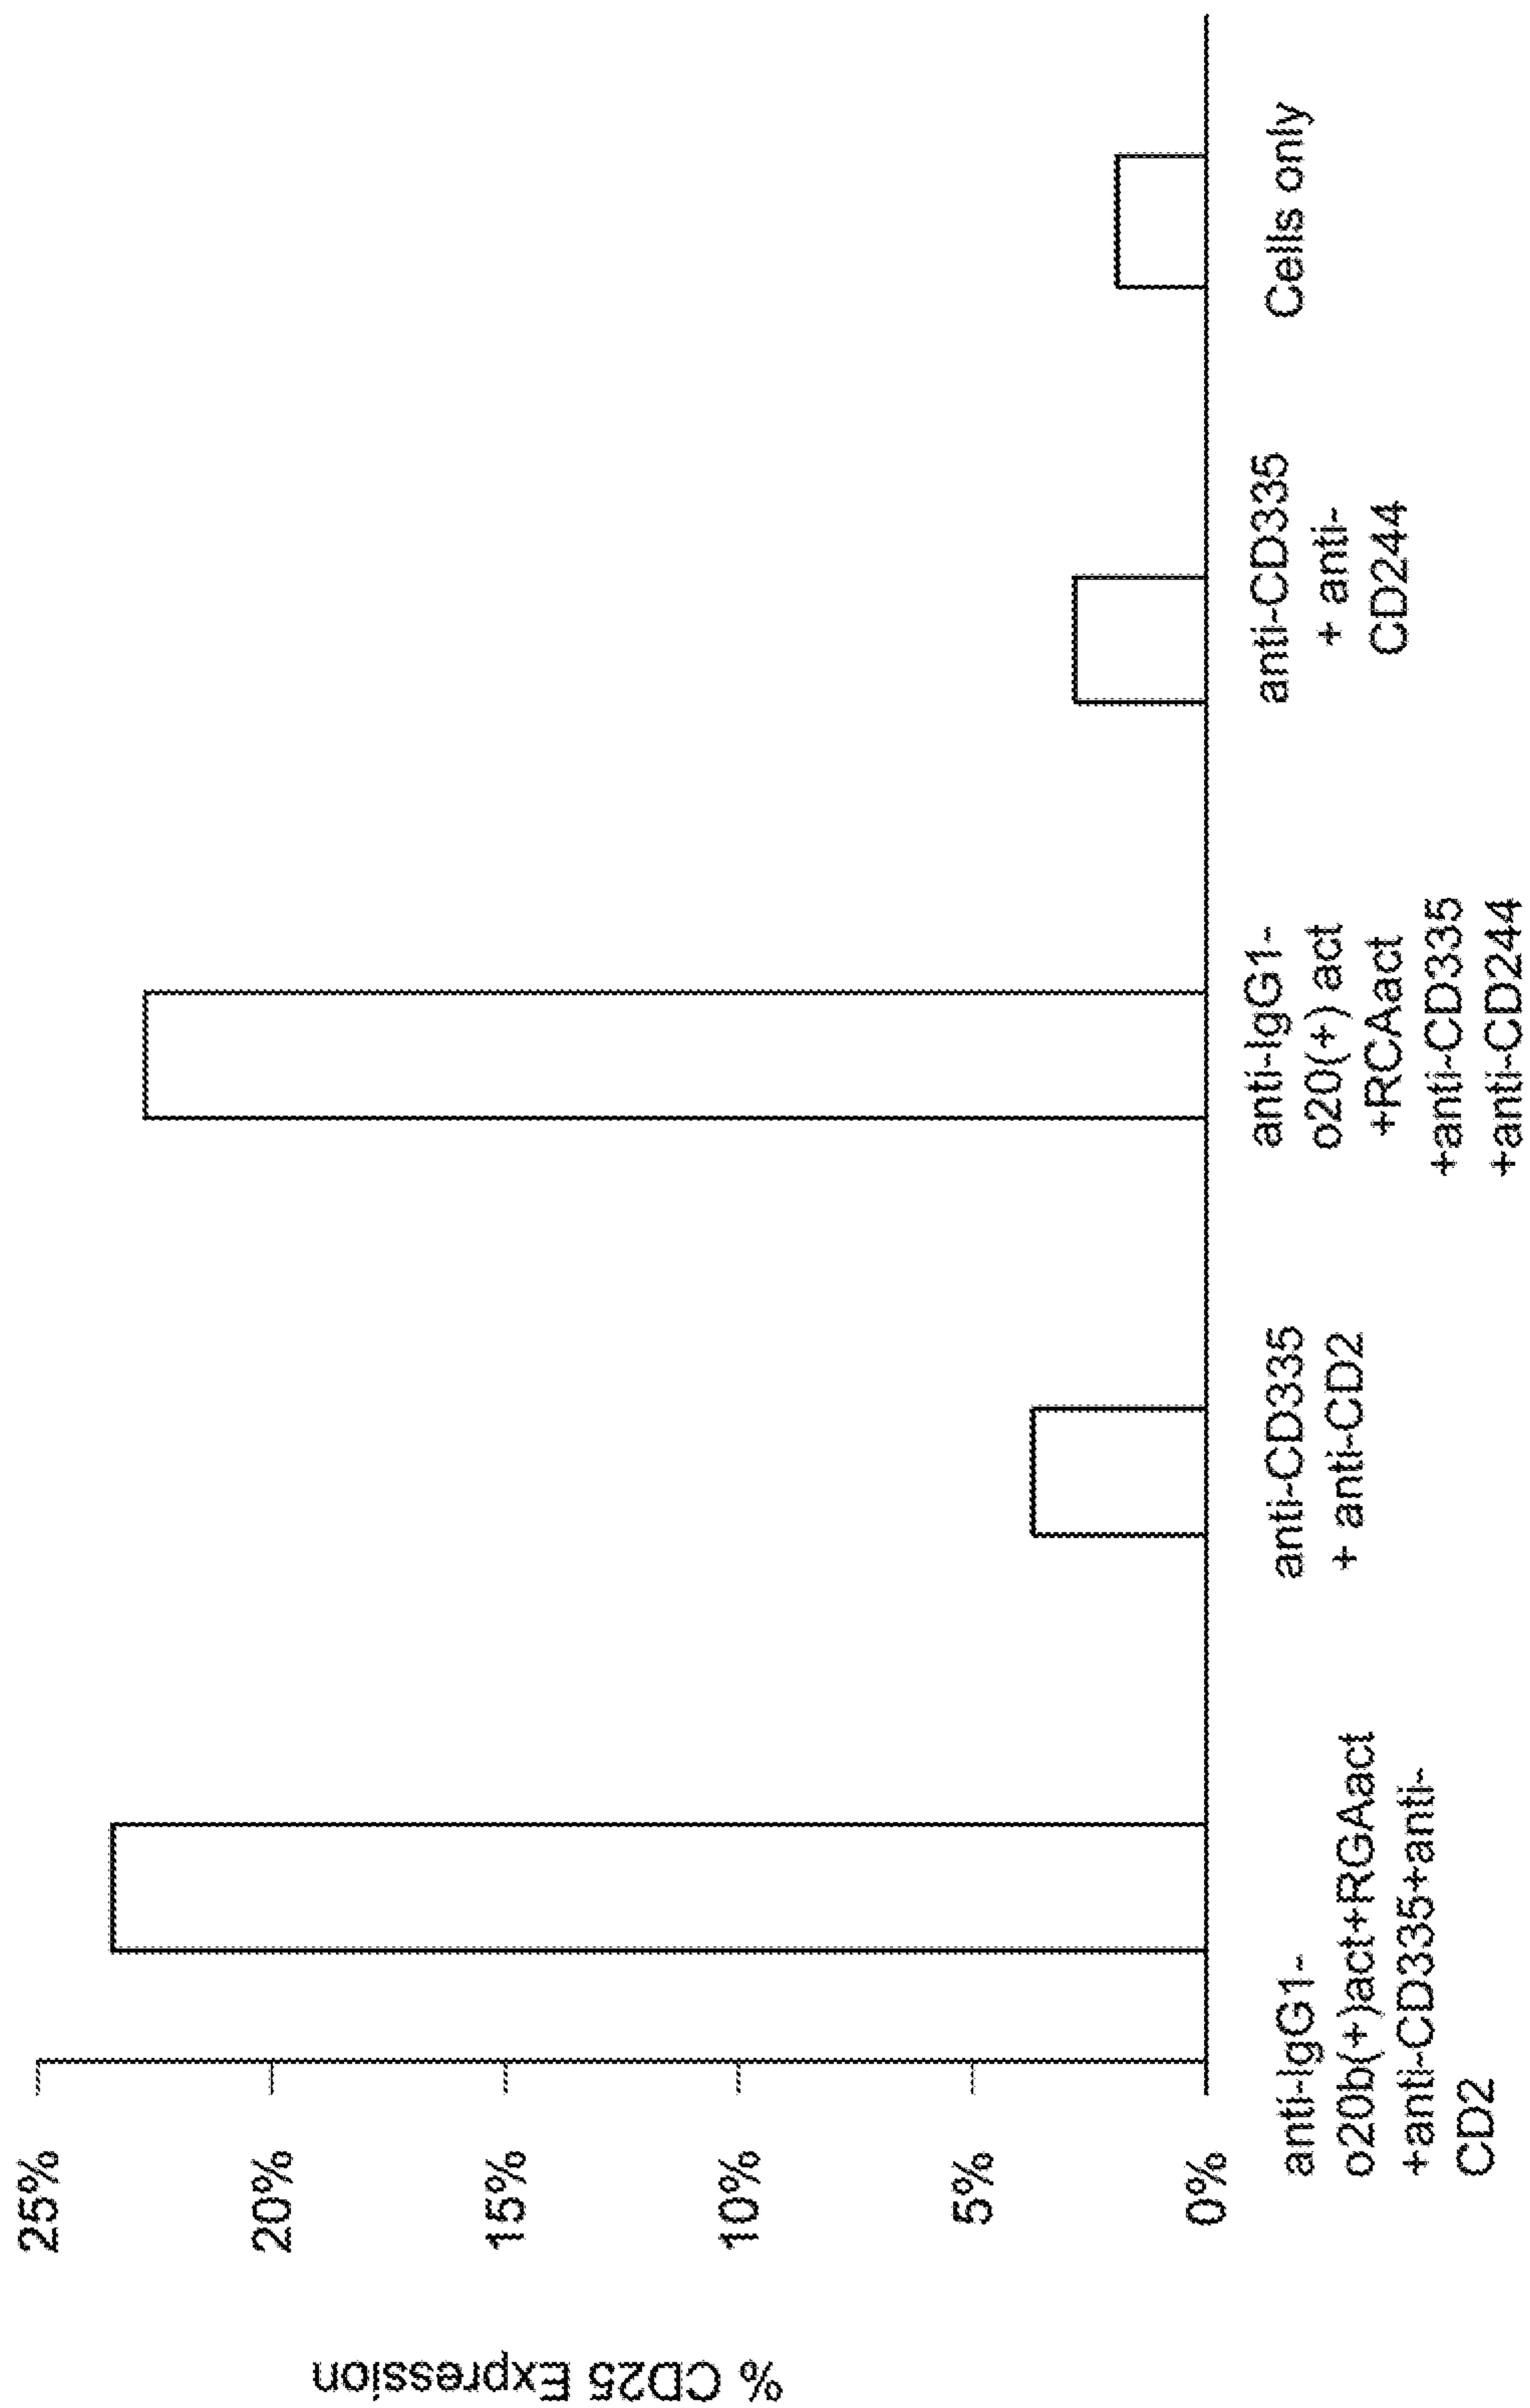 % CD25 Expression
25%
20%
15%
10%
5%
0%
anti-IgG1-
o20b(+)act+RGAact
+anti-CD335+anti-
CD2
anti-CD335
+ anti-CD2
anti-IgG1-
o20(+) act
+RCAact
+anti-CD335
+anti-CD244
anti-CD335
+ anti-
CD244
Cells only